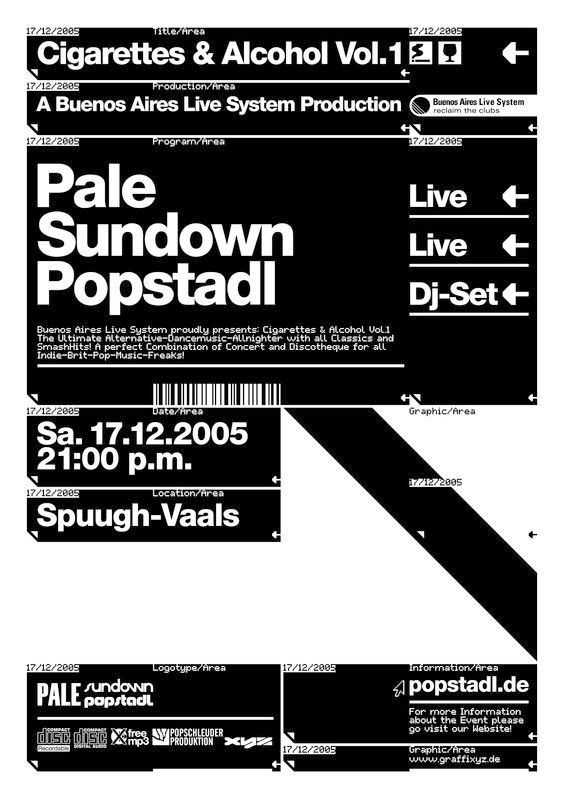 17/12/2005 Title/Area 17/12/2005
Cigarettes & Alcohol Vol.1
17/12/2005 Production/Area
A Buenos Aires Live System Production
Buenos Aires Live System
reclaim the clubs
17/12/2005 Program/Area 17/12/2005
Pale
Live
Sundown
Live
Popstadl
Dj-Set
Buenos Aires Live System proudly presents: Cigarettes & Alcohol Vol.1
The Ultimate Alternative-Dancemusic-Allnighter with all Classics and
SmashHits! A perfect Combination of Concert and Discotheque for all
Indie-Brit-Pop-Music-Freaks!
17/12/2005 Date/Area Graphic/Area
Sa. 17.12.2005
21:00 p.m.
17/12/2005
17/12/2005 Location/Area
Spuugh-Vaals
17/12/2005 Logotype/Area 17/12/2005 Information/Area
PALE sundown
popstadl
popstadl.de
For more Information
about the Event please
go visit our Website!
COMPACT disc Recordable
COMPACT disc DIGITAL AUDIO
free mp3
POPSCHLEUDER PRODUKTION
xyz
17/12/2005 Graphic/Area
www.graffixyz.de